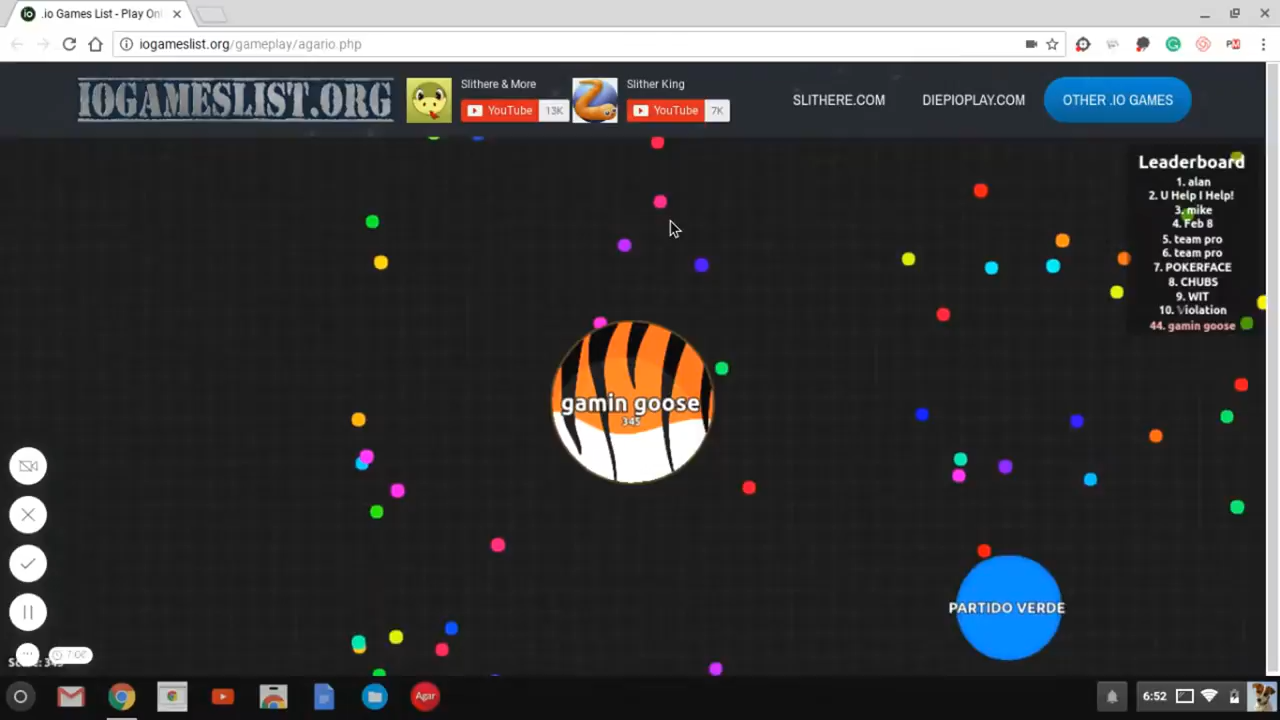 .io Games List - Play Onl
iogameslist.org/gameplay/agario.php
IOGAMESLIST.ORG
Slithere & More
YouTube 13K
Slither King
YouTube 7K
SLITHERE.COM
DIEPIOPLAY.COM
OTHER .IO GAMES
Leaderboard
1. alan
2. U Help I Help!
3. mike
4. Feb 8
5. team pro
6. team pro
7. POKERFACE
8. CHUBS
9. WIT
10. Violation
44. gamin goose
gamin goose
345
PARTIDO VERDE
Agar
6:52